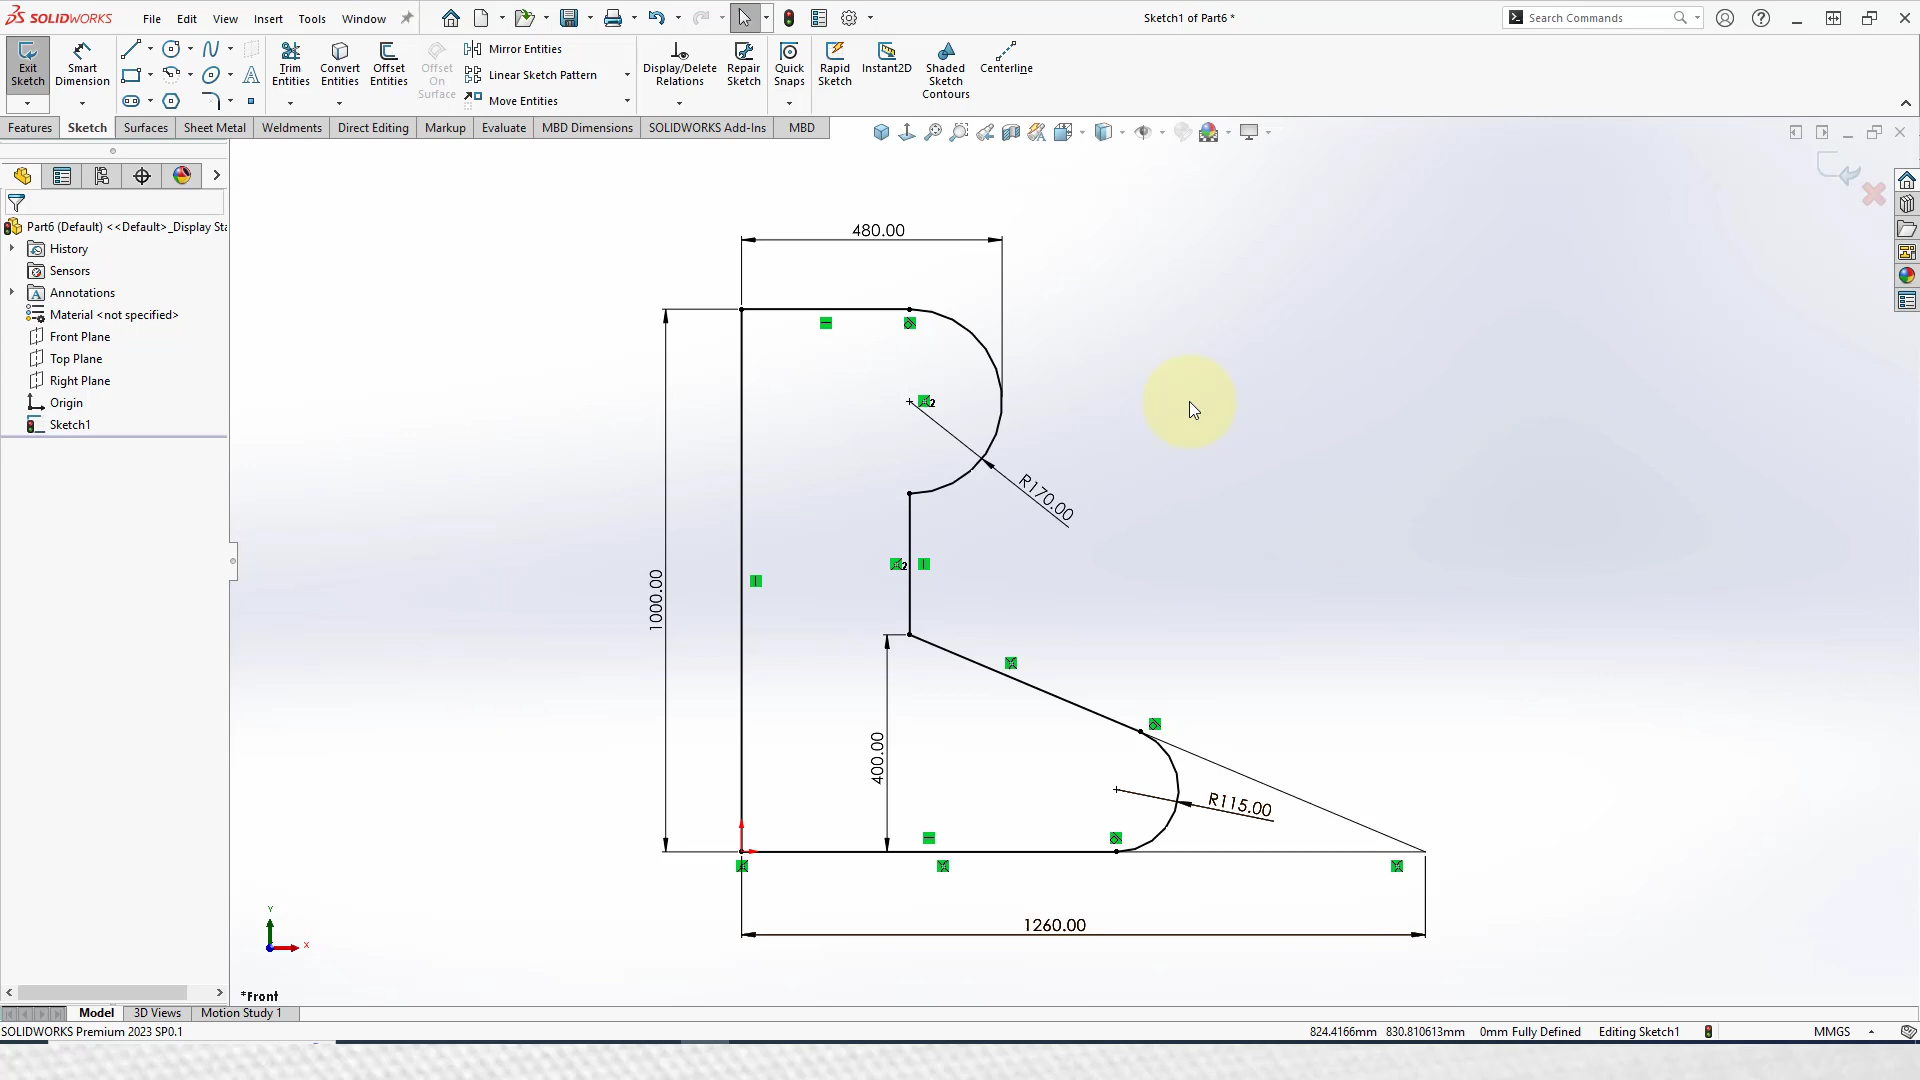 SOLIDWORKS File Edit View Insert Tools Window Sketch1 of Part6 * Search Commands
Exit Sketch
Smart Dimension
Trim Entities
Convert Entities
Offset Entities
Offset On Surface
Mirror Entities
Linear Sketch Pattern
Move Entities
Display/Delete Relations
Repair Sketch
Quick Snaps
Rapid Sketch
Instant2D
Shaded Sketch Contours
Centerline
Features Sketch Surfaces Sheet Metal Weldments Direct Editing Markup Evaluate MBD Dimensions SOLIDWORKS Add-Ins MBD
Part6 (Default) <<Default>_Display Sta
History
Sensors
Annotations
Material <not specified>
Front Plane
Top Plane
Right Plane
Origin
Sketch1
480.00
2
R170.00
2
1000.00
400.00
R115.00
1260.00
Y
X
*Front
Model 3D Views Motion Study 1
SOLIDWORKS Premium 2023 SP0.1 824.4166mm 830.810613mm 0mm Fully Defined Editing Sketch1 MMGS